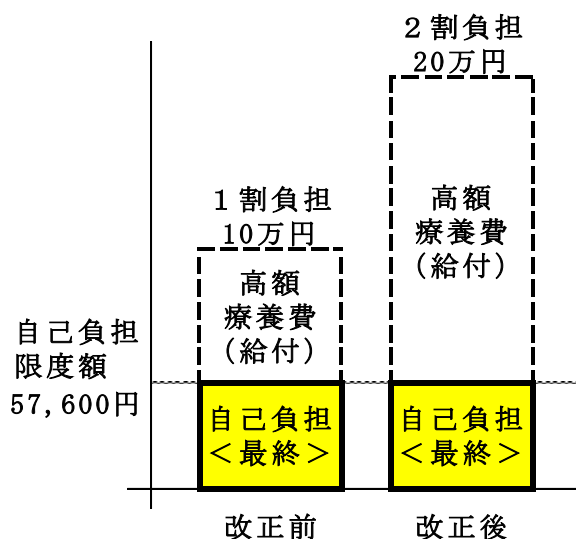 ２割負担
20万円
１割負担
10万円
高額
療養費
(給付)
高額
療養費
(給付)
自己負担
限度額
57,600円
自己負担
＜最終＞
自己負担
＜最終＞
改正前
改正後